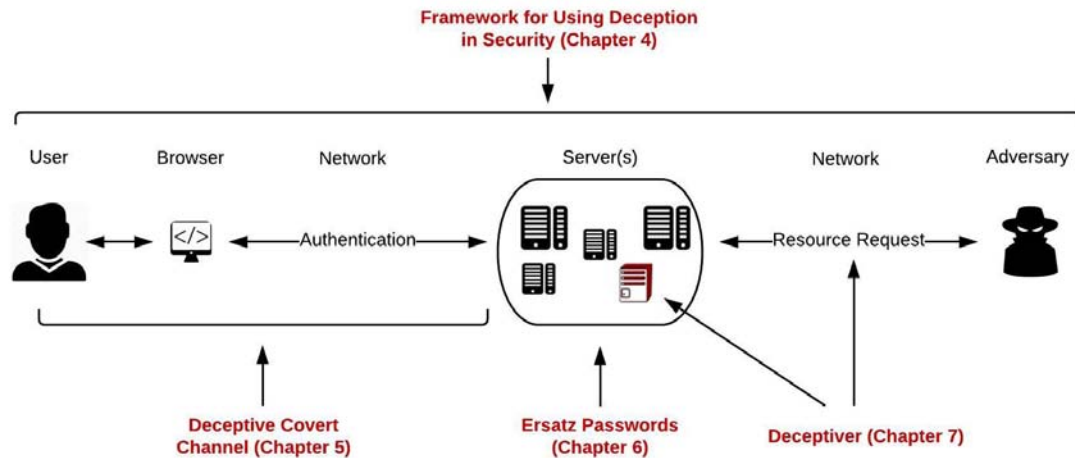 Framework for Using Deception
in Security (Chapter 4)
User
Browser
Network
Server(s)
Network
Adversary
</>
Authentication
Resource Request
Deceptive Covert
Channel (Chapter 5)
Ersatz Passwords
(Chapter 6)
Deceptiver (Chapter 7)